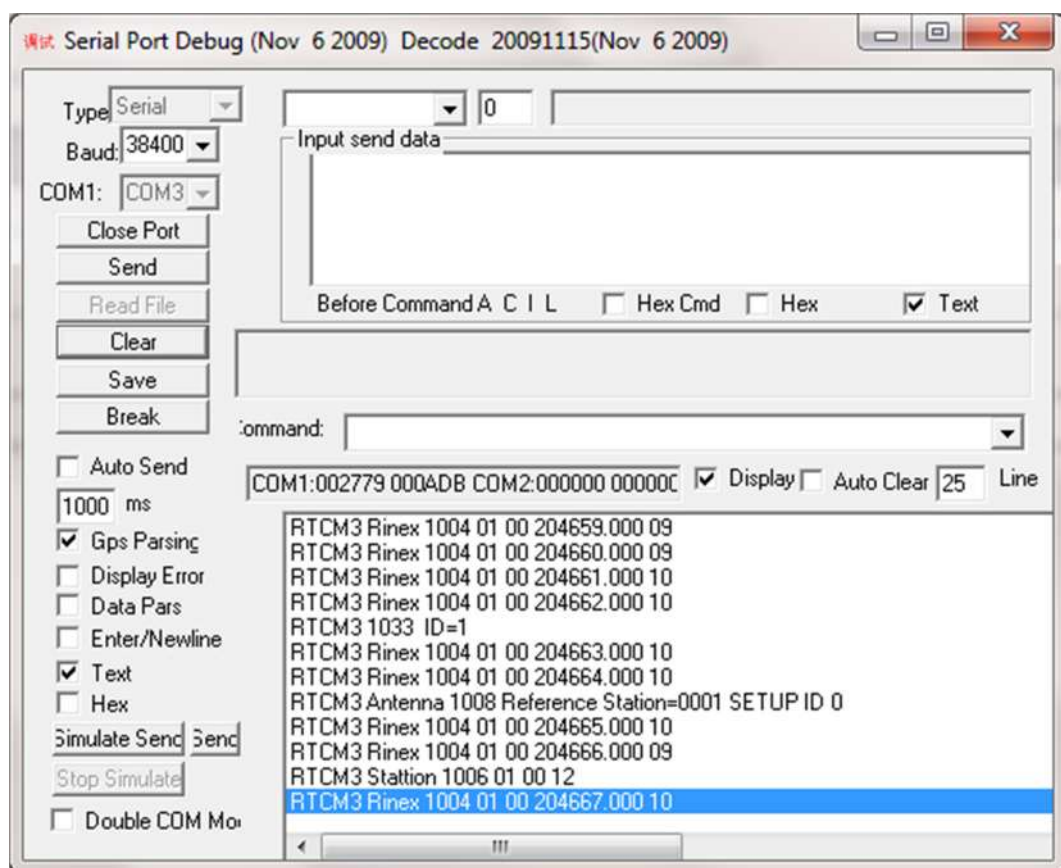 调试 Serial Port Debug (Nov 6 2009) Decode 20091115(Nov 6 2009)
Type Serial
0
Baud: 38400
COM1: COM3
Close Port
Send
Read File
Clear
Save
Break
Input send data
Before Command A C I L Hex Cmd Hex Text
ommand:
Auto Send
1000 ms
Gps Parsing
Display Error
Data Pars
Enter/Newline
Text
Hex
Simulate Send Send
Stop Simulate
Double COM Mo
COM1:002779 000ADB COM2:000000 00000C Display Auto Clear 25 Line
RTCM3 Rinex 1004 01 00 204659.000 09
RTCM3 Rinex 1004 01 00 204660.000 09
RTCM3 Rinex 1004 01 00 204661.000 10
RTCM3 Rinex 1004 01 00 204662.000 10
RTCM3 1033 ID=1
RTCM3 Rinex 1004 01 00 204663.000 10
RTCM3 Rinex 1004 01 00 204664.000 10
RTCM3 Antenna 1008 Reference Station=0001 SETUP ID 0
RTCM3 Rinex 1004 01 00 204665.000 10
RTCM3 Rinex 1004 01 00 204666.000 09
RTCM3 Stattion 1006 01 00 12
RTCM3 Rinex 1004 01 00 204667.000 10